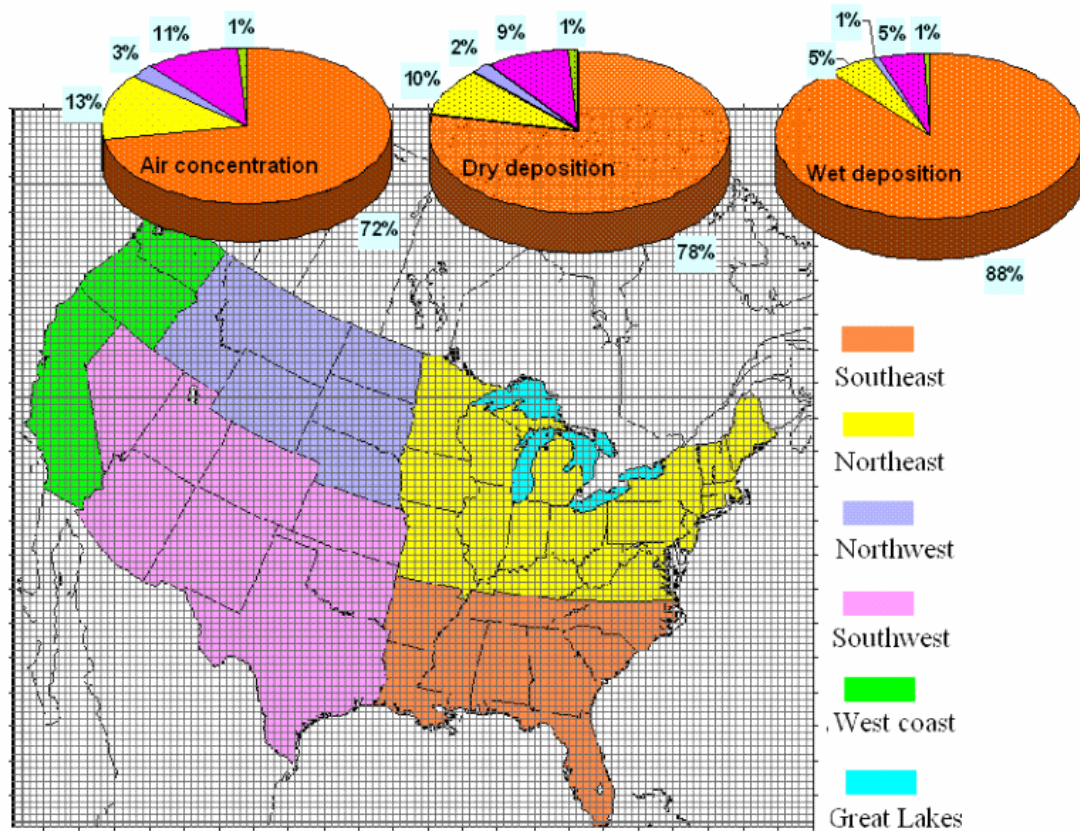 11%
1%
3%
13%
Air concentration
72%
9%
1%
2%
10%
Dry deposition
78%
1%
5%
1%
5%
Wet deposition
88%
Southeast
Northeast
Northwest
Southwest
West coast
Great Lakes